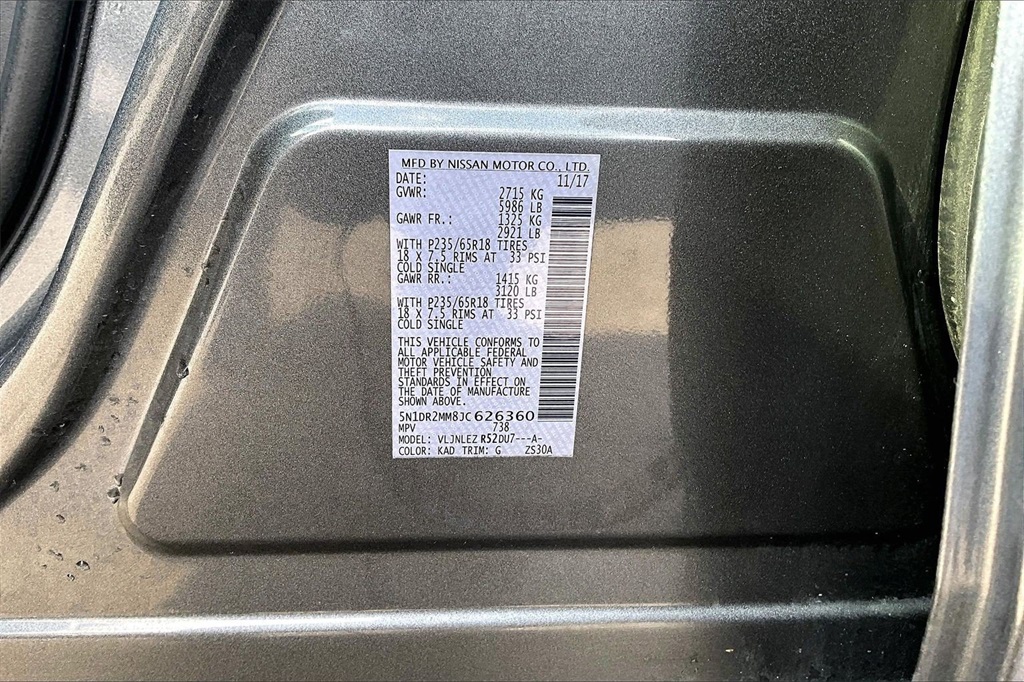 MFD BY NISSAN MOTOR CO., LTD.
DATE: 11/17
GVWR: 2715 KG
5986 LB
GAWR FR.: 1325 KG
2921 LB
WITH P235/65R18 TIRES
18 X 7.5 RIMS AT 33 PSI
COLD SINGLE
GAWR RR.: 1415 KG
3120 LB
WITH P235/65R18 TIRES
18 X 7.5 RIMS AT 33 PSI
COLD SINGLE
THIS VEHICLE CONFORMS TO
ALL APPLICABLE FEDERAL
MOTOR VEHICLE SAFETY AND
THEFT PREVENTION
STANDARDS IN EFFECT ON
THE DATE OF MANUFACTURE
SHOWN ABOVE.
5N1DR2MM8JC626360
MPV 738
MODEL: VLJNLEZ R52DU7---A-
COLOR: KAD TRIM: G ZS30A